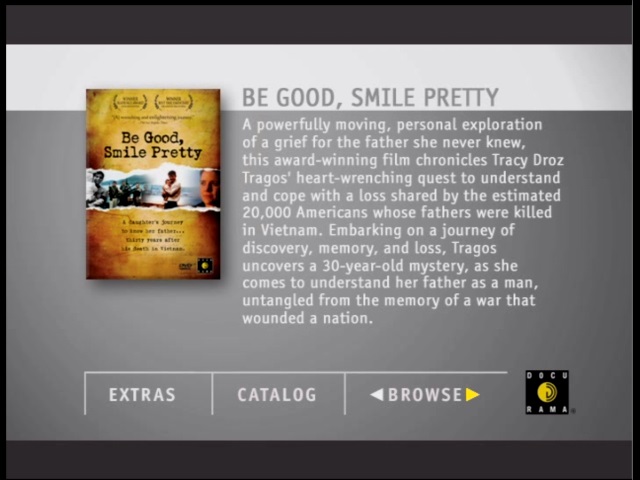 BE GOOD, SMILE PRETTY
A powerfully moving, personal exploration
of a grief for the father she never knew,
this award-winning film chronicles Tracy Droz
Tragos' heart-wrenching quest to understand
and cope with a loss shared by the estimated
20,000 Americans whose fathers were killed
in Vietnam. Embarking on a journey of
discovery, memory, and loss, Tragos
uncovers a 30-year-old mystery, as she
comes to understand her father as a man,
untangled from the memory of a war that
wounded a nation.
Be Good,
Smile Pretty
A daughter's journey
to know her father...
thirty years after
his death in Vietnam.
DVD
EXTRAS
CATALOG
◀BROWSE▶
DOCU
RAMA®